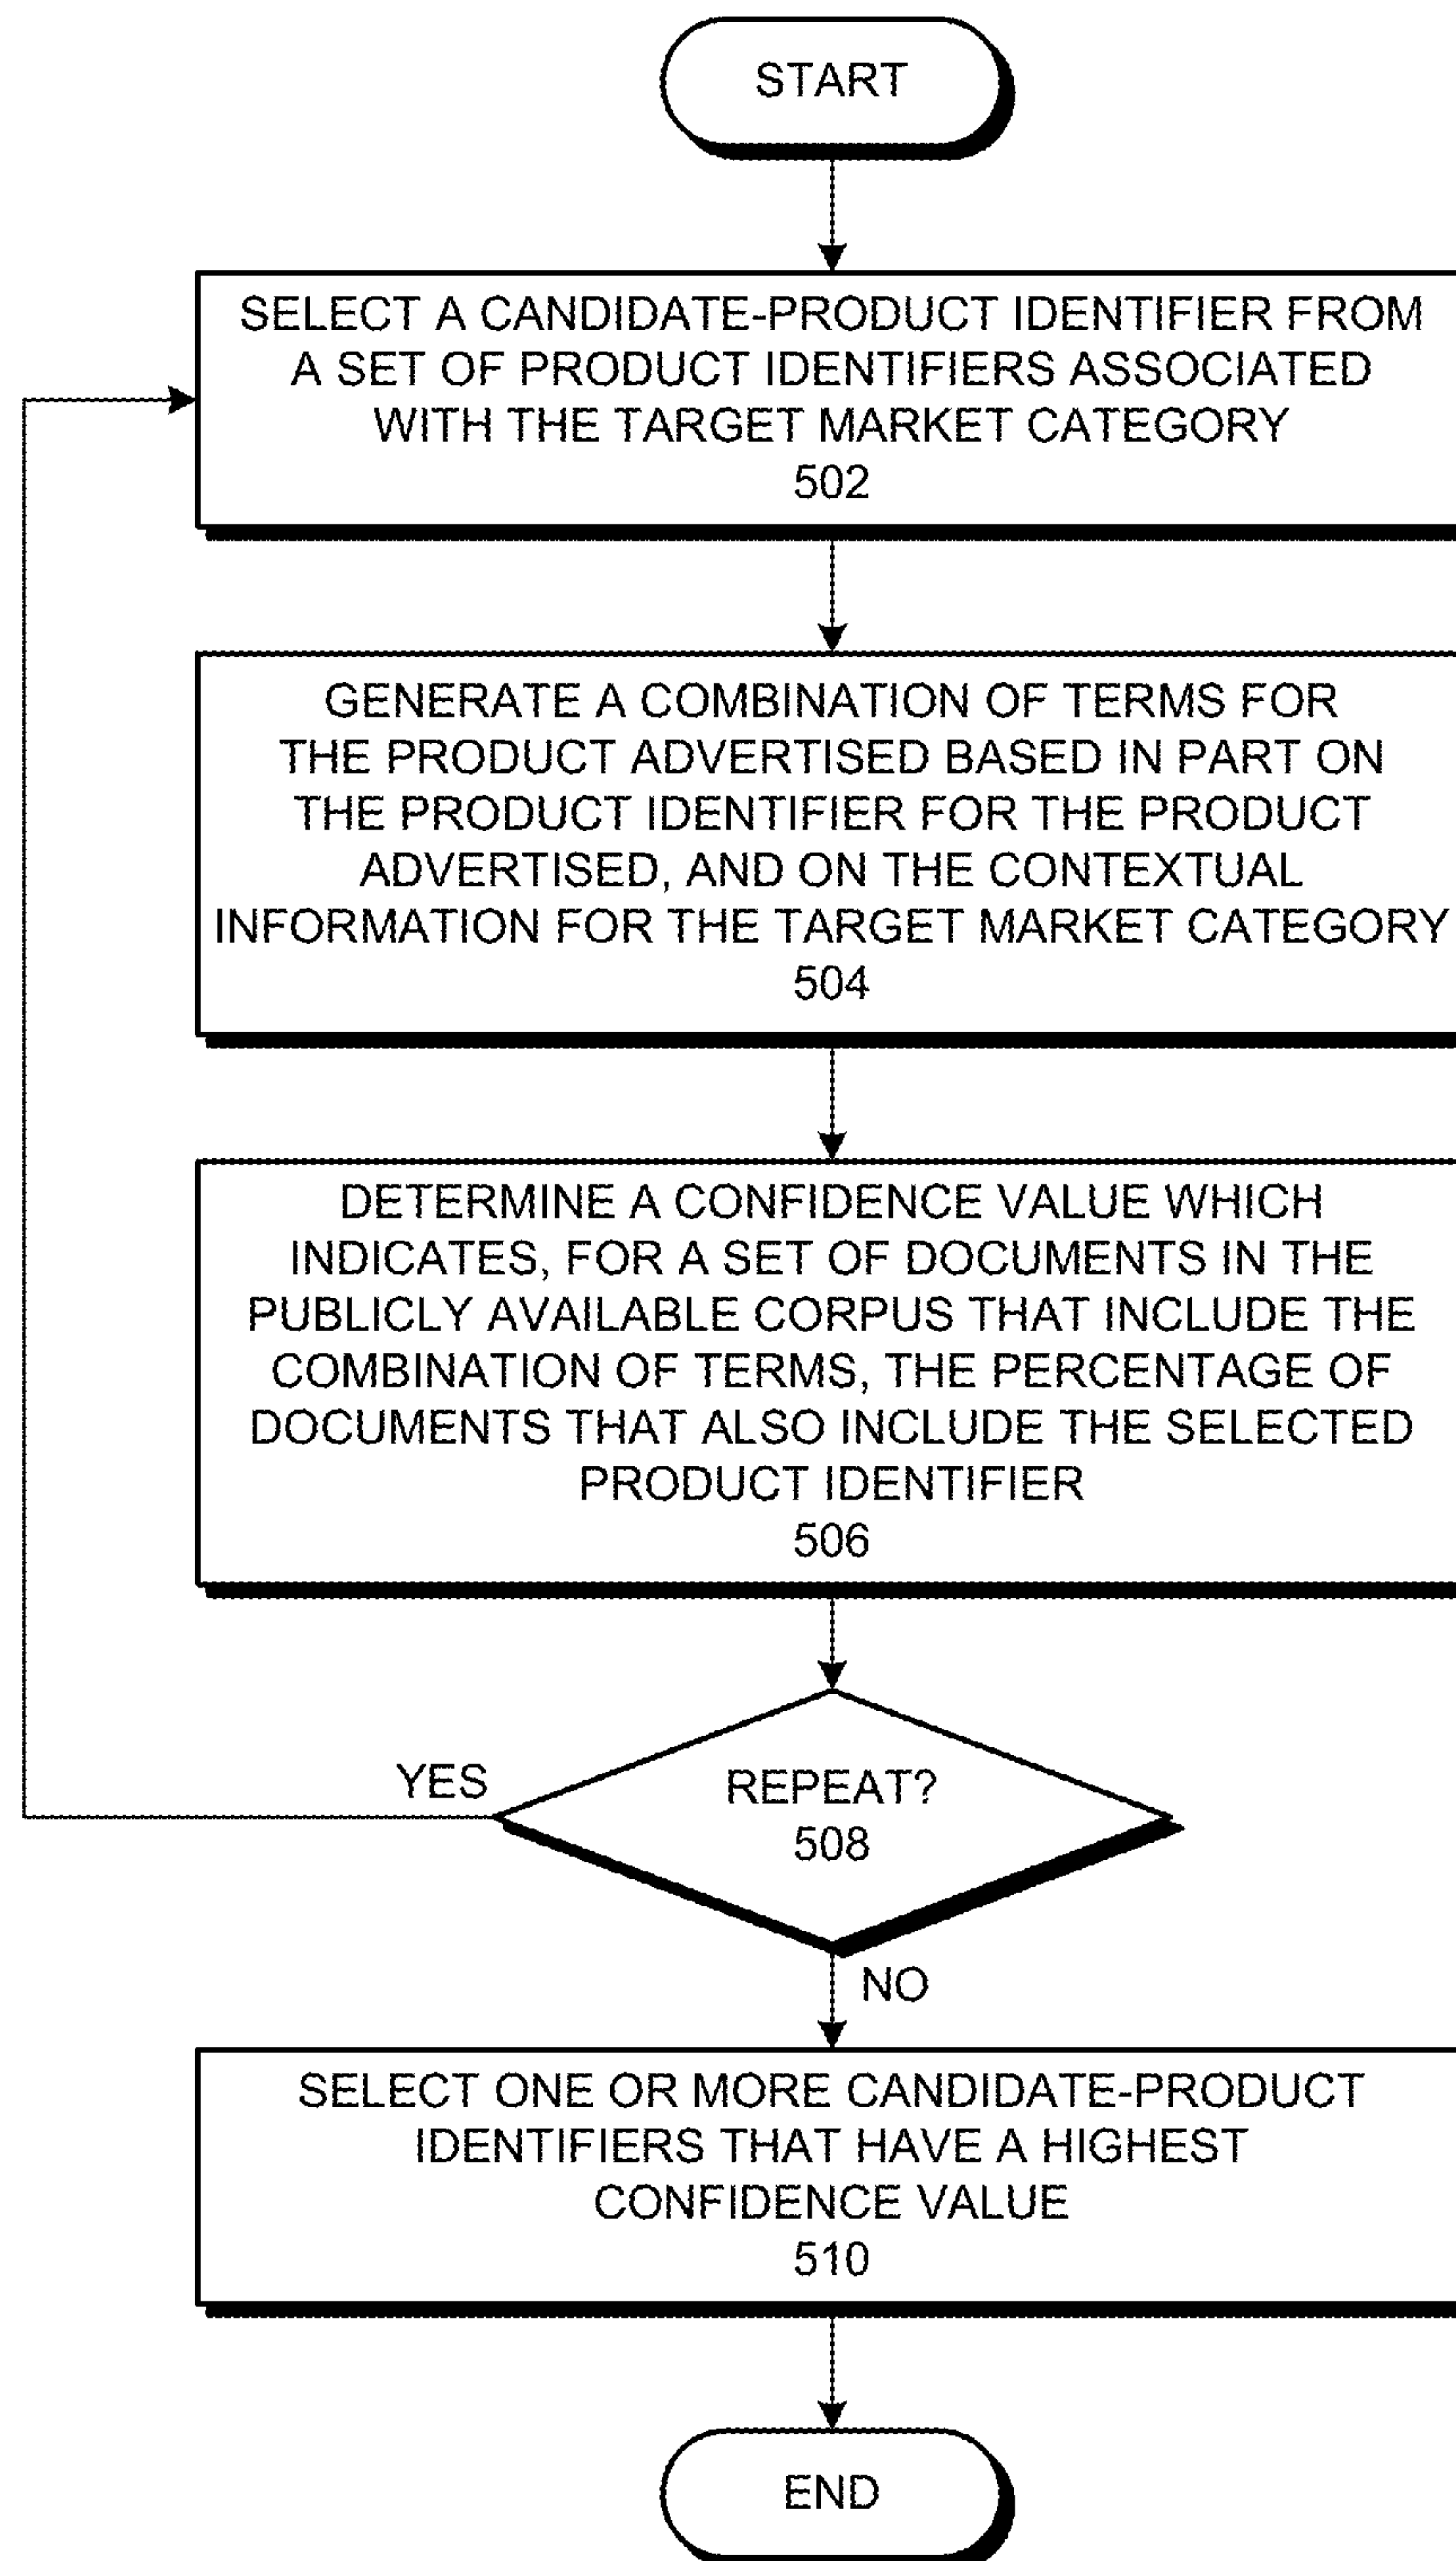 START
SELECT A CANDIDATE-PRODUCT IDENTIFIER FROM
A SET OF PRODUCT IDENTIFIERS ASSOCIATED
WITH THE TARGET MARKET CATEGORY
502
GENERATE A COMBINATION OF TERMS FOR
THE PRODUCT ADVERTISED BASED IN PART ON
THE PRODUCT IDENTIFIER FOR THE PRODUCT
ADVERTISED, AND ON THE CONTEXTUAL
INFORMATION FOR THE TARGET MARKET CATEGORY
504
DETERMINE A CONFIDENCE VALUE WHICH
INDICATES, FOR A SET OF DOCUMENTS IN THE
PUBLICLY AVAILABLE CORPUS THAT INCLUDE THE
COMBINATION OF TERMS, THE PERCENTAGE OF
DOCUMENTS THAT ALSO INCLUDE THE SELECTED
PRODUCT IDENTIFIER
506
YES
REPEAT?
508
NO
SELECT ONE OR MORE CANDIDATE-PRODUCT
IDENTIFIERS THAT HAVE A HIGHEST
CONFIDENCE VALUE
510
END